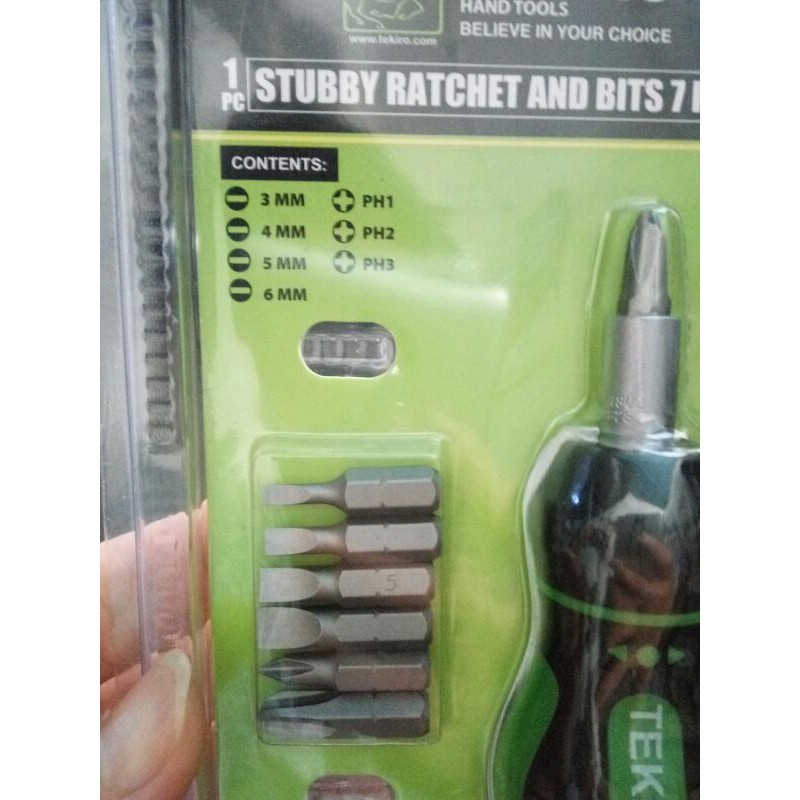 HAND TOOLS
BELIEVE IN YOUR CHOICE
www.tekiro.com
1 PC STUBBY RATCHET AND BITS 7
CONTENTS:
3 MM PH1
4 MM PH2
5 MM PH3
6 MM
5
TEK